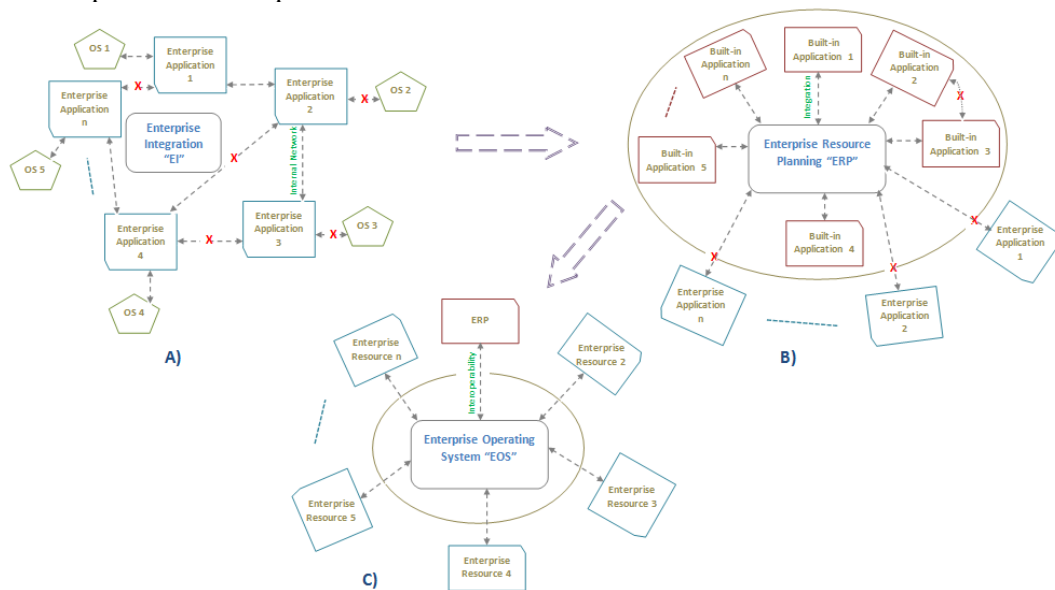 OS 1
Enterprise
Application
1
Enterprise
Application
2
X
OS 2
Enterprise
Application
n
X
Enterprise
Integration
"EI"
X
Internal Network
OS 5
Enterprise
Application
4
X
Enterprise
Application
3
X
OS 3
OS 4
A)
Built-in
Application
n
Built-in
Application 1
Built-in
Application
2
X
Integration
Built-in
Application 5
Enterprise Resource
Planning "ERP"
Built-in
Application 3
Built-in
Application 4
X
X
X
Enterprise
Application
1
Enterprise
Application
n
Enterprise
Application
2
B)
Enterprise
Resource n
ERP
Enterprise
Resource 2
Interoperability
Enterprise Operating
System "EOS"
Enterprise
Resource 5
Enterprise
Resource 3
Enterprise
Resource 4
C)